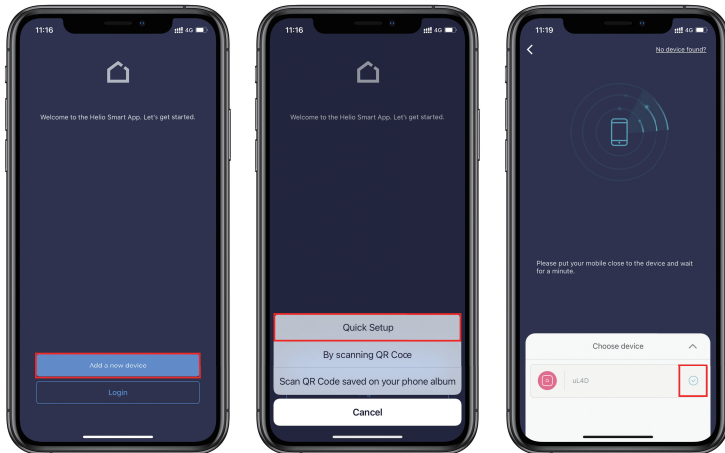 11:16
4G
Welcome to the Helio Smart App. Let's get started.
Add a new device
Login
11:16
4G
Welcome to the Helio Smart App. Let's get started.
Quick Setup
By scanning QR Coce
Scan QR Code saved on your phone album
Cancel
11:19
4G
No device found?
Please put your mobile close to the device and wait
for a minute.
Choose device
uL4D